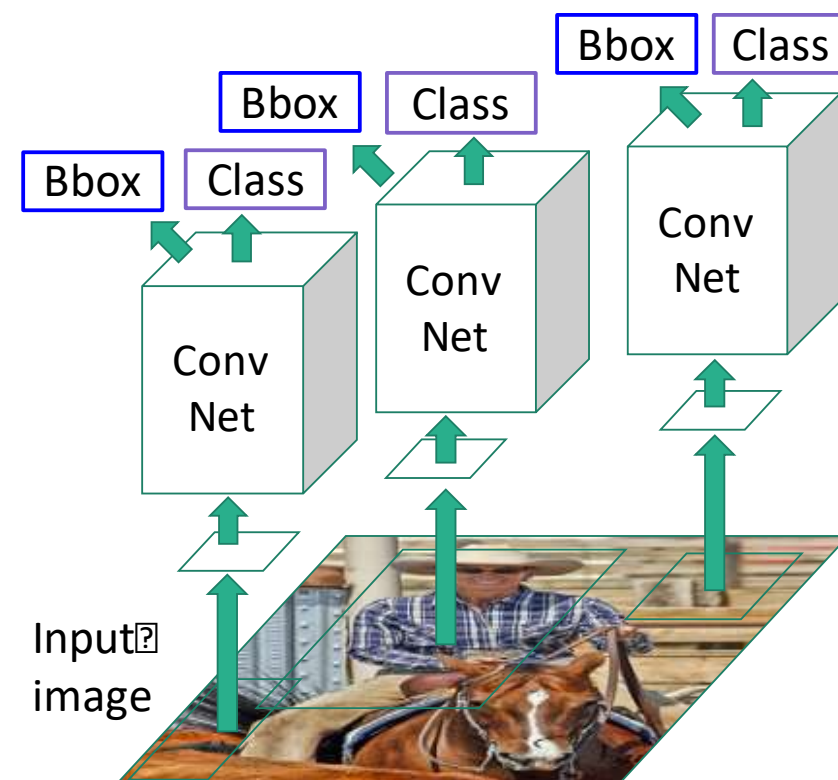 Bbox Class
Bbox Class
Bbox Class
Conv
Net
Conv
Net
Conv
Net
Input⍰
image